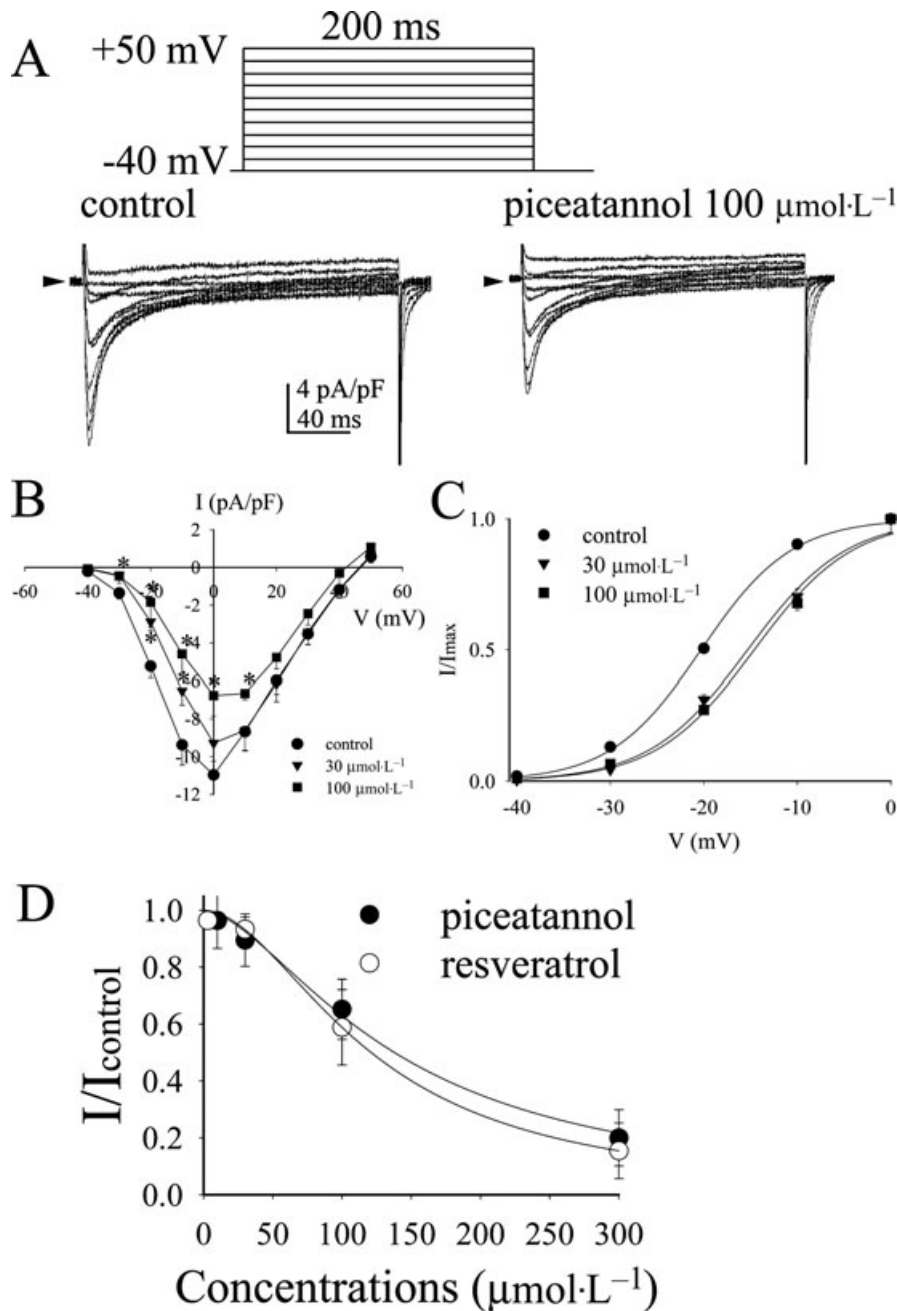 A
200 ms
+50 mV
-40 mV
control
piceatannol 100 μmol·L⁻¹
4 pA/pF
40 ms
B
I (pA/pF)
2
0
-2
-4
-6
-8
-10
-12
-60
-40
-20
0
20
40
60
V (mV)
*
*
*
*
*
*
*
control
30 μmol·L⁻¹
100 μmol·L⁻¹
C
1.0
0.5
0.0
I/Imax
control
30 μmol·L⁻¹
100 μmol·L⁻¹
-40
-30
-20
-10
0
V (mV)
D
1.0
0.8
0.6
0.4
0.2
0.0
I/Icontrol
piceatannol
resveratrol
0
50
100
150
200
250
300
Concentrations (μmol·L⁻¹)